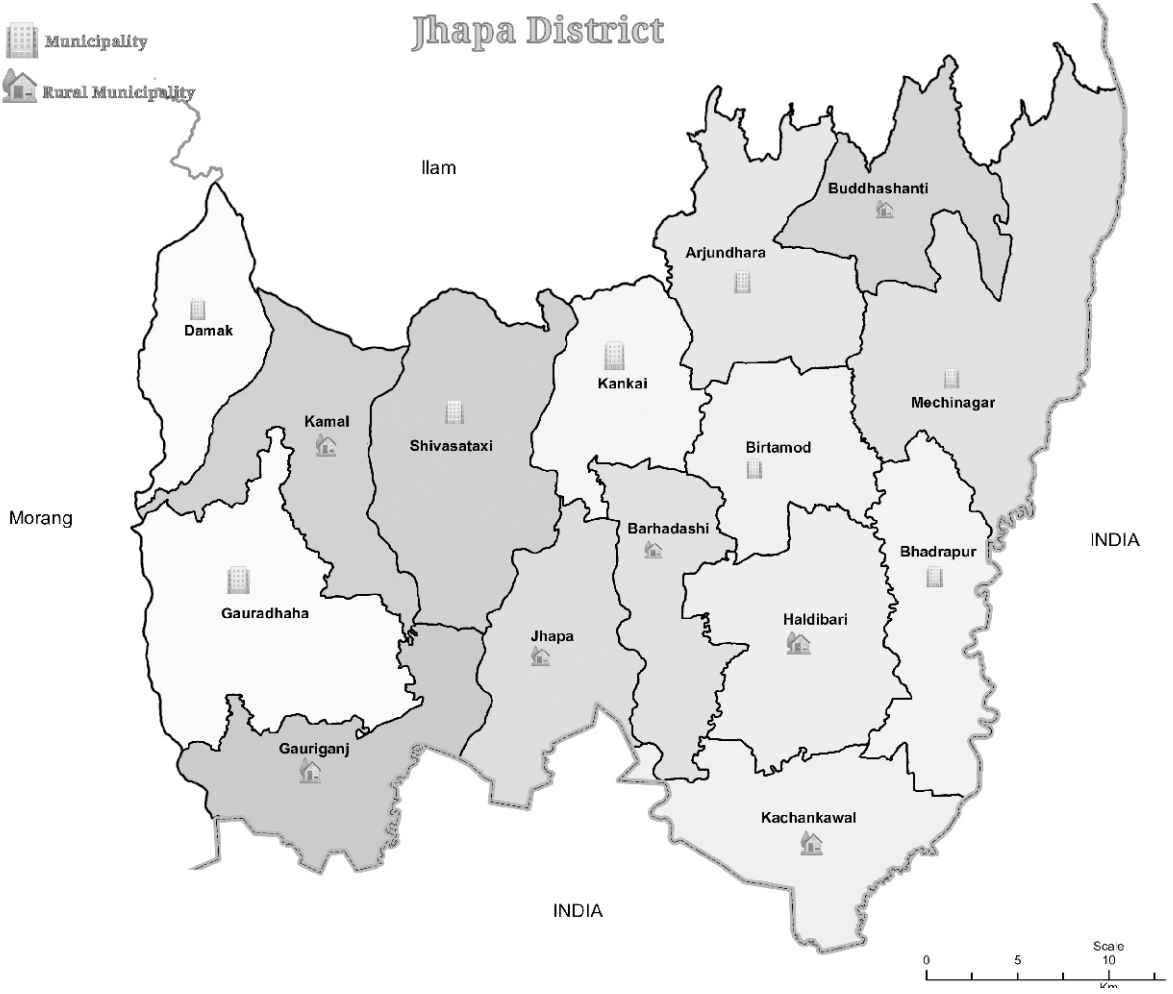 Jhapa District
Municipality
Rural Municipality
Ilam
Buddhashanti
Arjundhara
Damak
Kankai
Mechinagar
Kamal
Shivasataxi
Birtamod
Morang
Barhadashi
INDIA
Bhadrapur
Gauradhaha
Haldibari
Jhapa
Gauriganj
Kachankawal
INDIA
Scale
0 5 10
Km